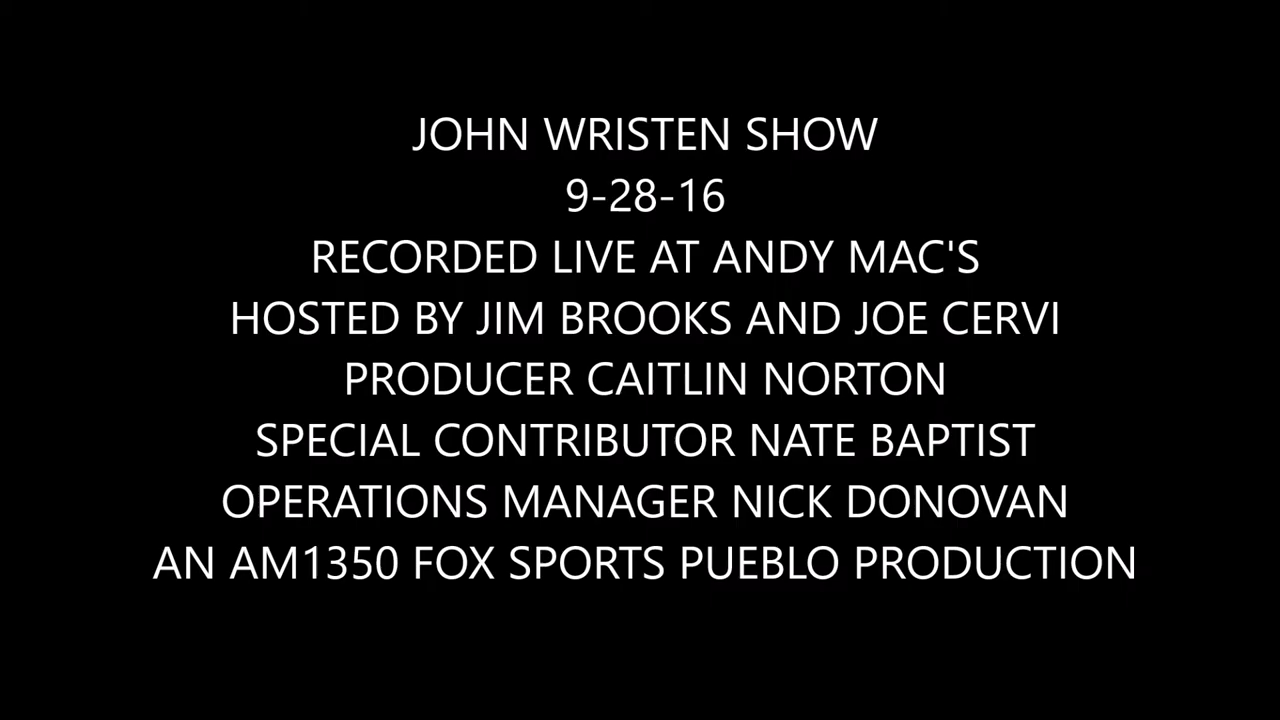 JOHN WRISTEN SHOW
9-28-16
RECORDED LIVE AT ANDY MAC'S
HOSTED BY JIM BROOKS AND JOE CERVI
PRODUCER CAITLIN NORTON
SPECIAL CONTRIBUTOR NATE BAPTIST
OPERATIONS MANAGER NICK DONOVAN
AN AM1350 FOX SPORTS PUEBLO PRODUCTION